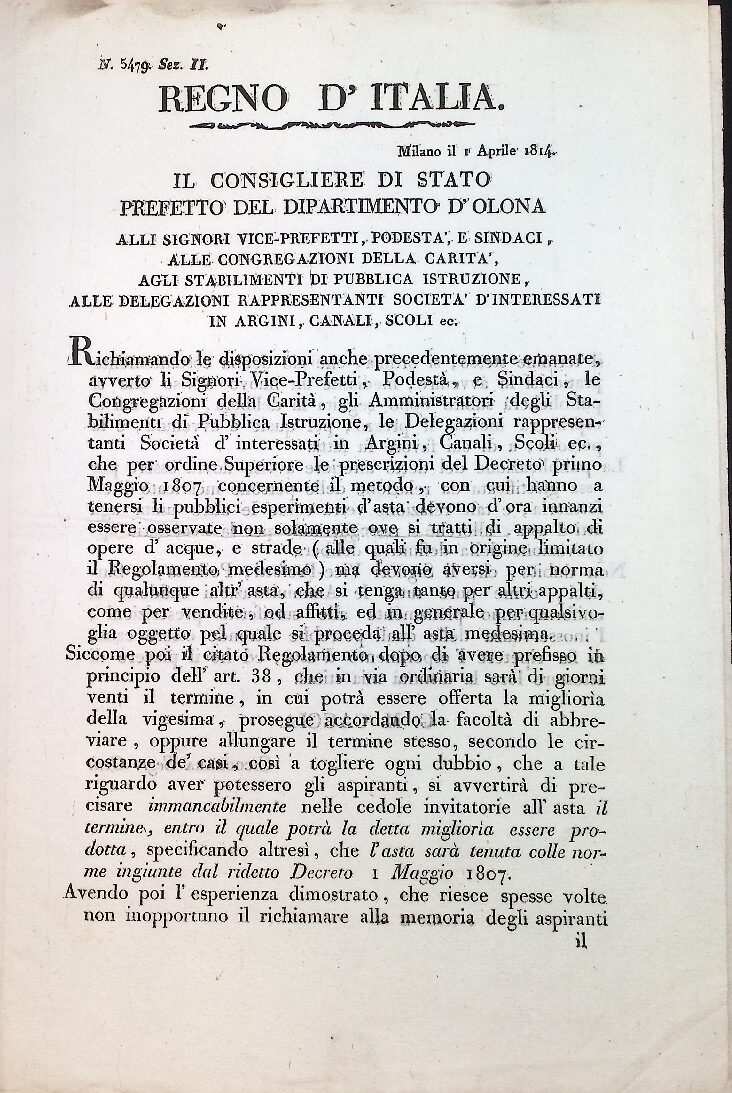 N. 5479. Sez. II.
REGNO D' ITALIA.
Milano il 1 Aprile 1814.
IL CONSIGLIERE DI STATO
PREFETTO DEL DIPARTIMENTO D' OLONA
ALLI SIGNORI VICE-PREFETTI, PODESTA', E SINDACI,
ALLE CONGREGAZIONI DELLA CARITA',
AGLI STABILIMENTI DI PUBBLICA ISTRUZIONE,
ALLE DELEGAZIONI RAPPRESENTANTI SOCIETA' D'INTERESSATI
IN ARGINI, CANALI, SCOLI ec.
Richiamando le disposizioni anche precedentemente emanate,
avverto li Signori Vice-Prefetti, Podestà, e Sindaci, le
Congregazioni della Carità, gli Amministratori degli Sta-
bilimenti di Pubblica Istruzione, le Delegazioni rappresen-
tanti Società d' interessati in Argini, Canali, Scoli ec.,
che per ordine Superiore le prescrizioni del Decreto primo
Maggio 1807 concernente il metodo, con cui hanno a
tenersi li pubblici esperimenti d'asta devono d'ora innanzi
essere osservate non solamente ove si tratti di appalto di
opere d' acque, e strade ( alle quali fu in origine limitato
il Regolamento medesimo ) ma devono aversi per norma
di qualunque altr' asta, che si tenga tanto per altri appalti,
come per vendite, od affitti, ed in generale per qualsivo-
glia oggetto pel quale si proceda all' asta medesima.
Siccome poi il citato Regolamento dopo di avere prefisso in
principio dell' art. 38, che in via ordinaria sarà di giorni
venti il termine, in cui potrà essere offerta la miglioria
della vigesima, prosegue accordando la facoltà di abbre-
viare, oppure allungare il termine stesso, secondo le cir-
costanze de' casi, così a togliere ogni dubbio, che a tale
riguardo aver potessero gli aspiranti, si avvertirà di pre-
cisare immancabilmente nelle cedole invitatorie all' asta il
termine, entro il quale potrà la detta miglioria essere pro-
dotta, specificando altresì, che l'asta sarà tenuta colle nor-
me ingiunte dal ridetto Decreto 1 Maggio 1807.
Avendo poi l' esperienza dimostrato, che riesce spesse volte
non inopportuno il richiamare alla memoria degli aspiranti
il